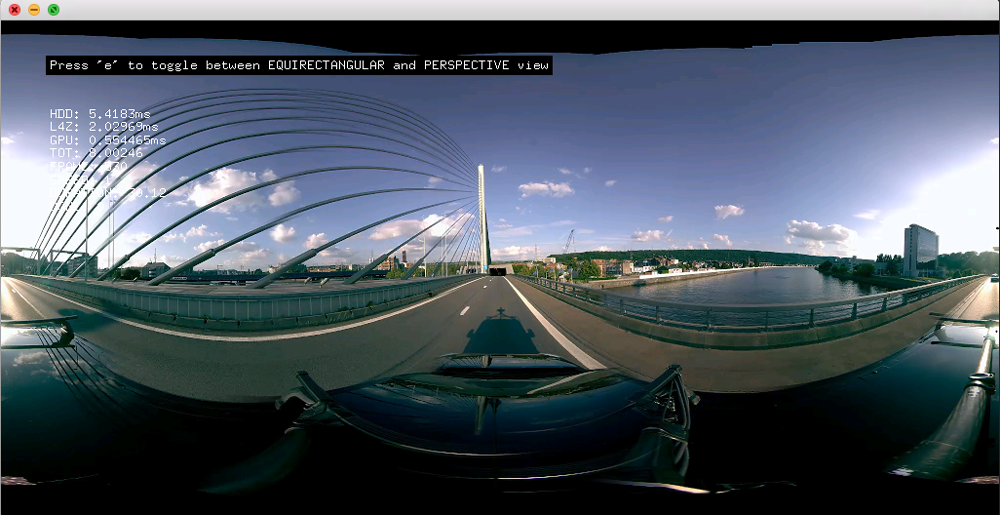 Press 'e' to toggle between EQUIRECTANGULAR and PERSPECTIVE view
HDD: 5.4183ms
L4Z: 2.02969ms
GPU: 0.554465ms
TOT: 8.00246